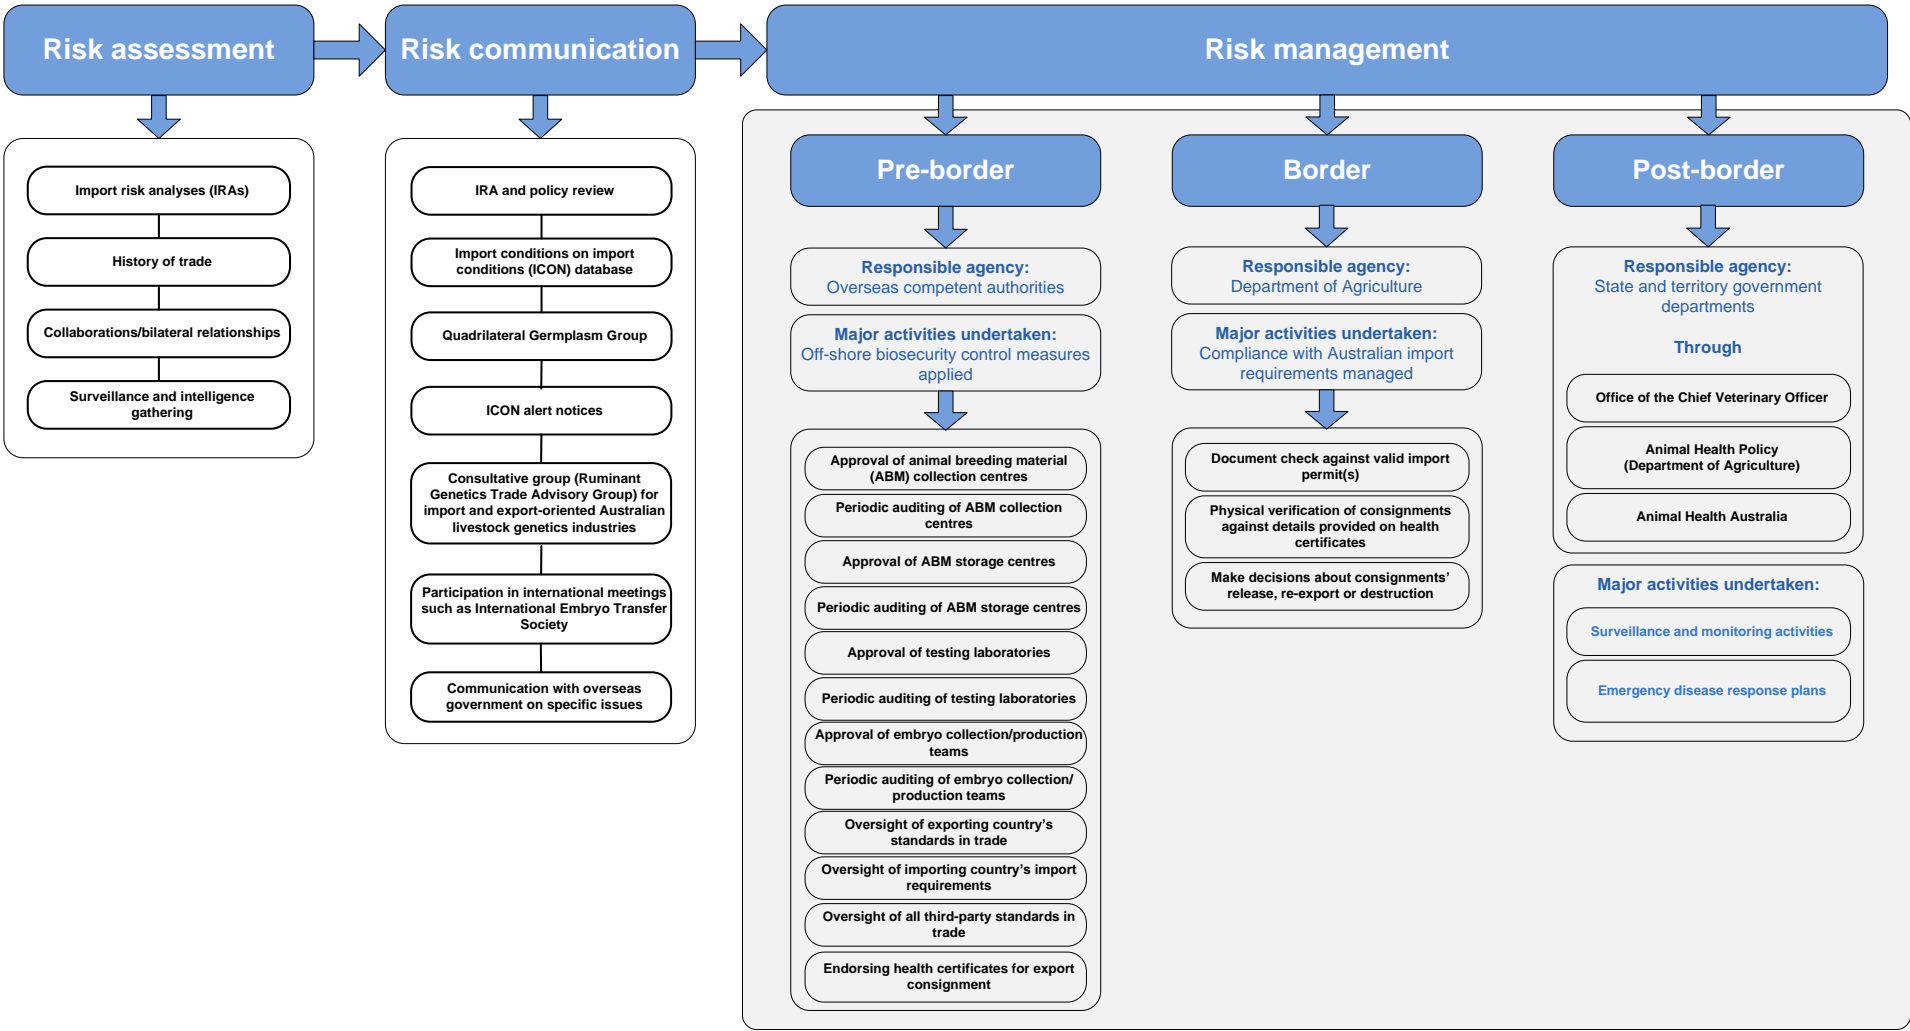 Risk assessment
Import risk analyses (IRAs)
History of trade
Collaborations/bilateral relationships
Surveillance and intelligence
gathering
Risk communication
IRA and policy review
Import conditions on import
conditions (ICON) database
Quadrilateral Germplasm Group
ICON alert notices
Consultative group (Ruminant
Genetics Trade Advisory Group) for
import and export-oriented Australian
livestock genetics industries
Participation in international meetings
such as International Embryo Transfer
Society
Communication with overseas
government on specific issues
Risk management
Pre-border
Responsible agency:
Overseas competent authorities
Major activities undertaken:
Off-shore biosecurity control measures
applied
Approval of animal breeding material
(ABM) collection centres
Periodic auditing of ABM collection
centres
Approval of ABM storage centres
Periodic auditing of ABM storage centres
Approval of testing laboratories
Periodic auditing of testing laboratories
Approval of embryo collection/production
teams
Periodic auditing of embryo collection/
production teams
Oversight of exporting country’s
standards in trade
Oversight of importing country’s import
requirements
Oversight of all third-party standards in
trade
Endorsing health certificates for export
consignment
Border
Responsible agency:
Department of Agriculture
Major activities undertaken:
Compliance with Australian import
requirements managed
Document check against valid import
permit(s)
Physical verification of consignments
against details provided on health
certificates
Make decisions about consignments’
release, re-export or destruction
Post-border
Responsible agency:
State and territory government
departments
Through
Office of the Chief Veterinary Officer
Animal Health Policy
(Department of Agriculture)
Animal Health Australia
Major activities undertaken:
Surveillance and monitoring activities
Emergency disease response plans